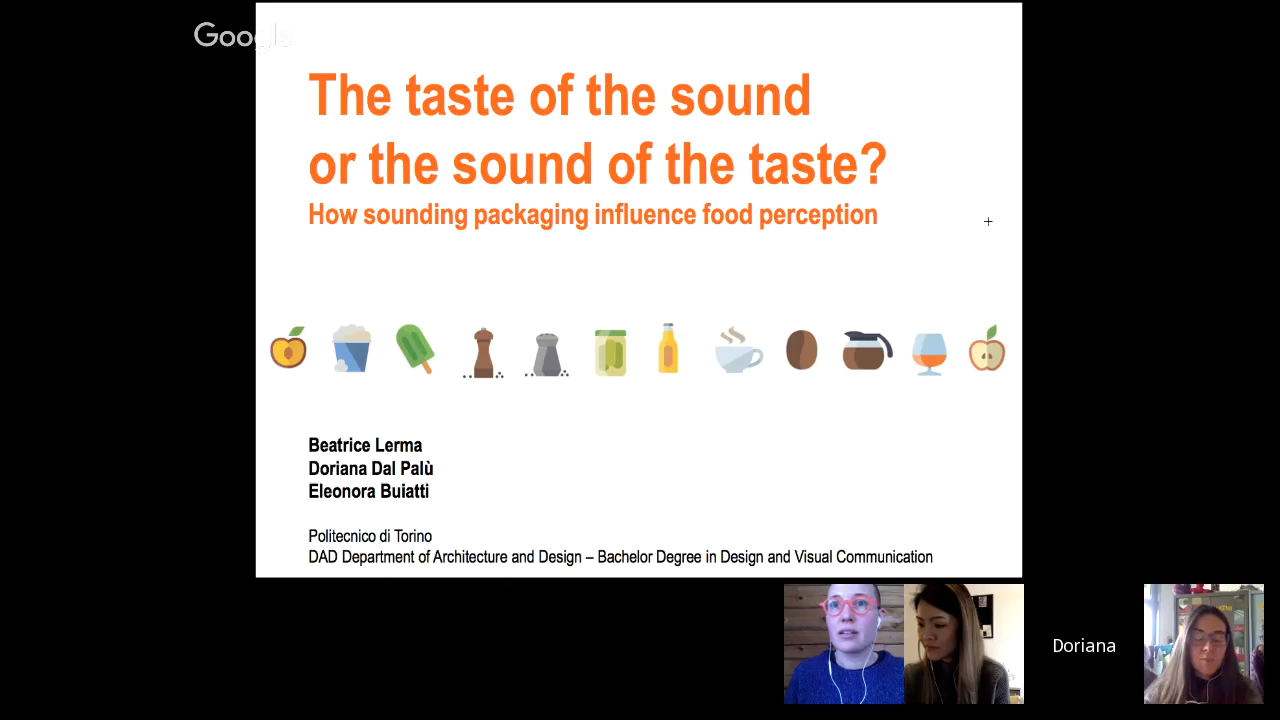 Google
The taste of the sound
or the sound of the taste?
How sounding packaging influence food perception
Beatrice Lerma
Doriana Dal Palù
Eleonora Buiatti
Politecnico di Torino
DAD Department of Architecture and Design – Bachelor Degree in Design and Visual Communication
Doriana